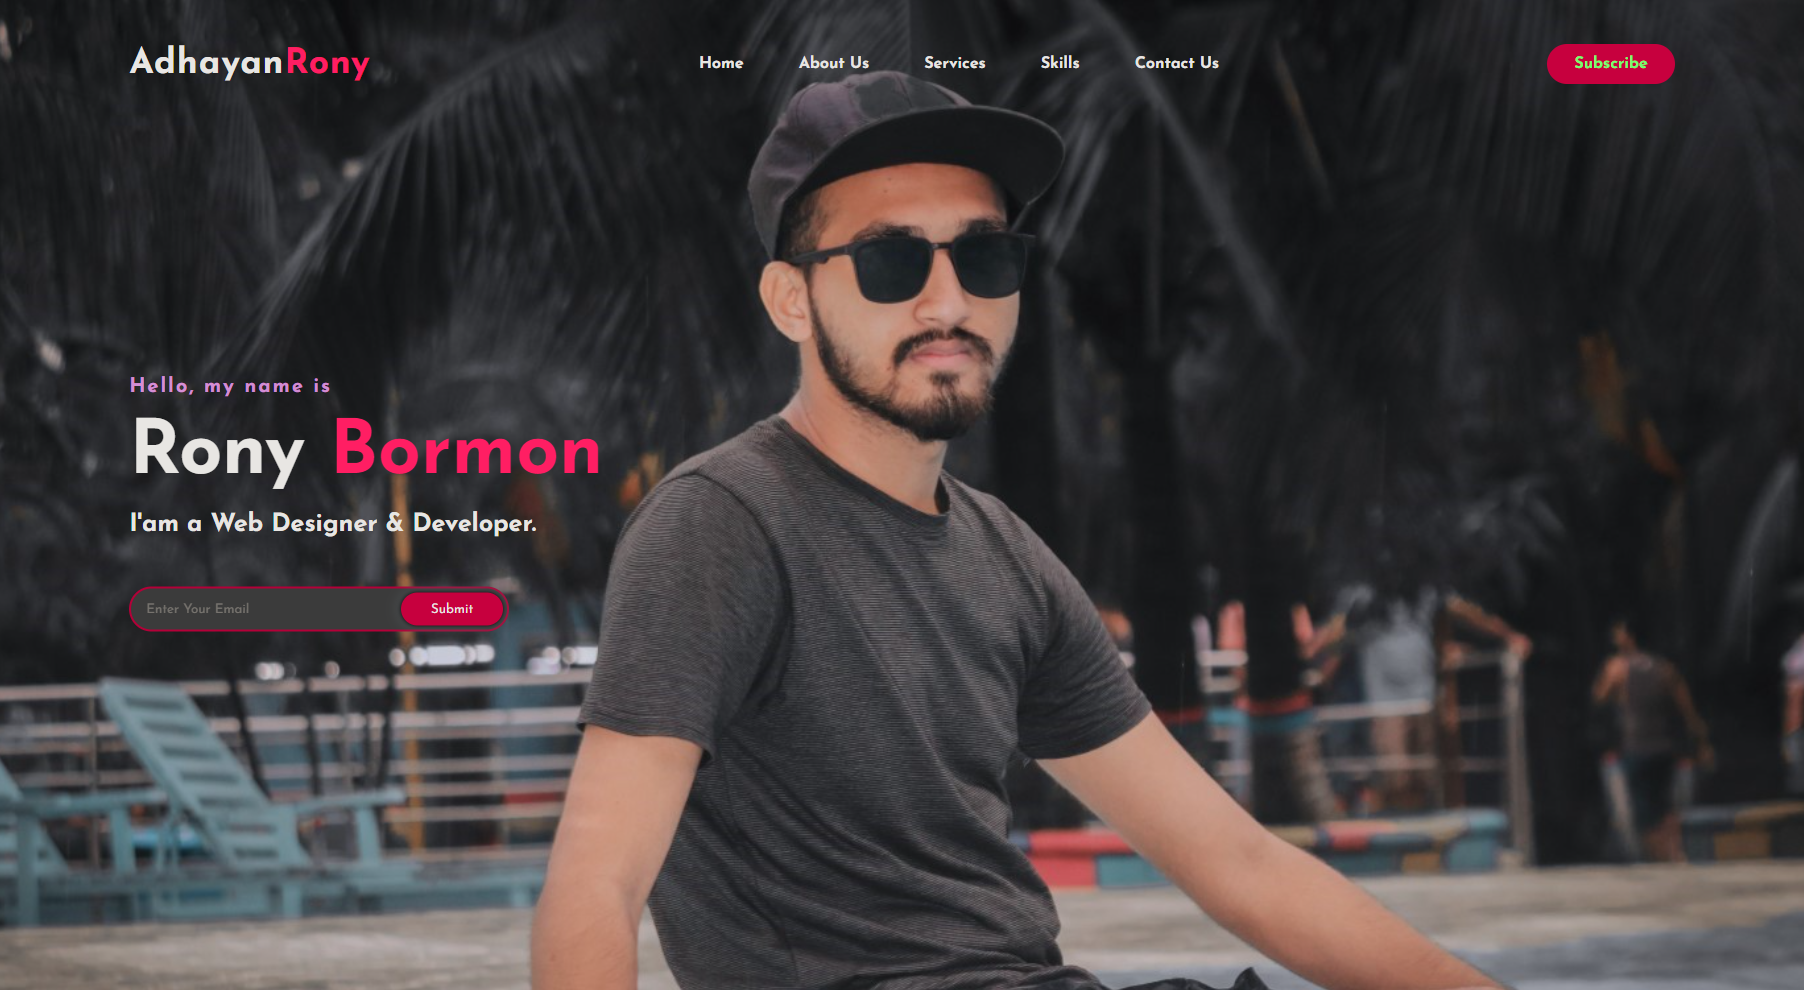 AdhayanRony
Home About Us Services Skills Contact Us
Subscribe
Hello, my name is
Rony Bormon
I'am a Web Designer & Developer.
Enter Your Email
Submit